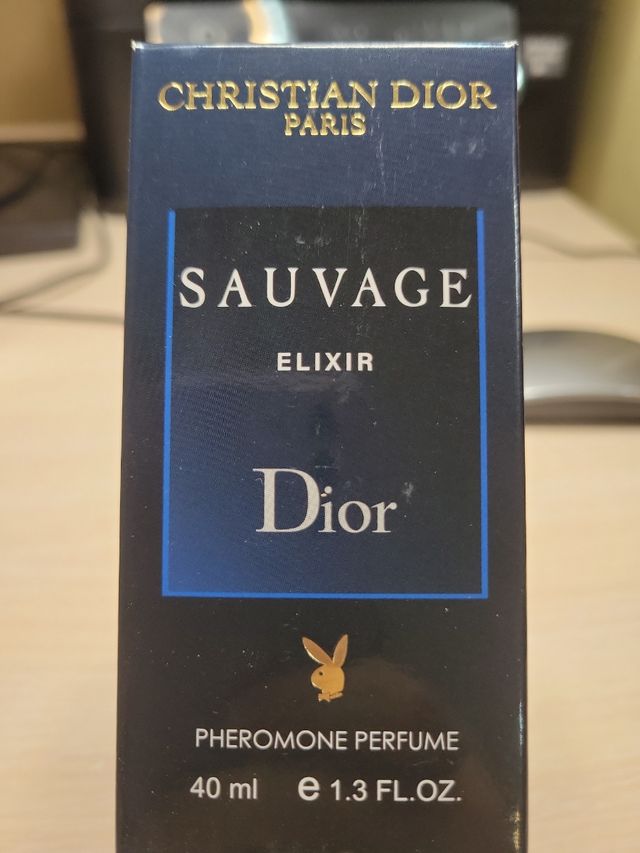 CHRISTIAN DIOR
PARIS
SAUVAGE
ELIXIR
Dior
PHEROMONE PERFUME
40 ml e 1.3 FL.OZ.